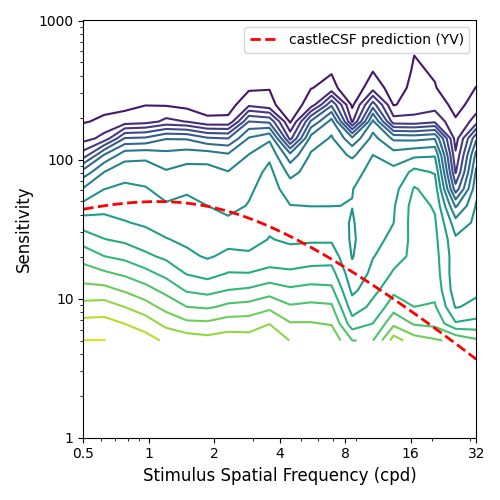 1000
castleCSF prediction (YV)
100
Sensitivity
10
1
0.5 1 2 4 8 16 32
Stimulus Spatial Frequency (cpd)